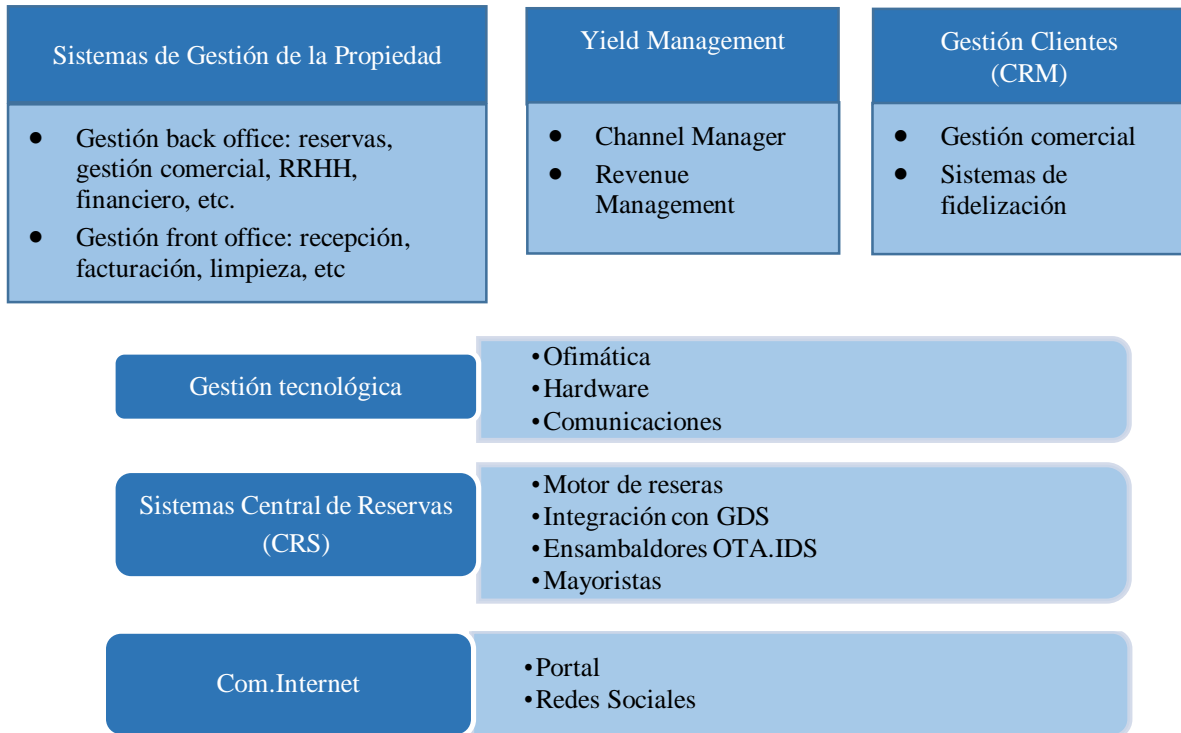 Sistemas de Gestión de la Propiedad
● Gestión back office: reservas,
gestión comercial, RRHH,
financiero, etc.
● Gestión front office: recepción,
facturación, limpieza, etc
Yield Management
● Channel Manager
● Revenue
Management
Gestión Clientes
(CRM)
● Gestión comercial
● Sistemas de
fidelización
Gestión tecnológica
•Ofimática
•Hardware
•Comunicaciones
Sistemas Central de Reservas
(CRS)
•Motor de reseras
•Integración con GDS
•Ensambaldores OTA.IDS
•Mayoristas
Com.Internet
•Portal
•Redes Sociales